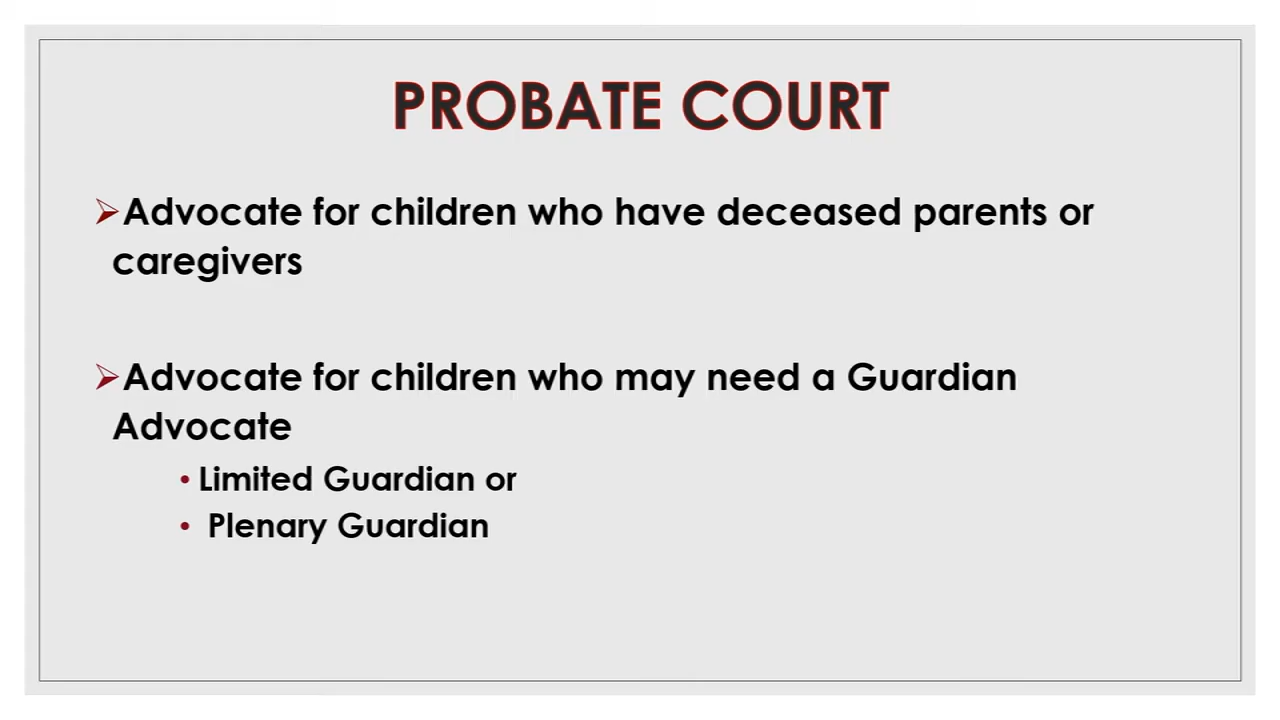 PROBATE COURT
➢Advocate for children who have deceased parents or
caregivers
➢Advocate for children who may need a Guardian
Advocate
• Limited Guardian or
• Plenary Guardian